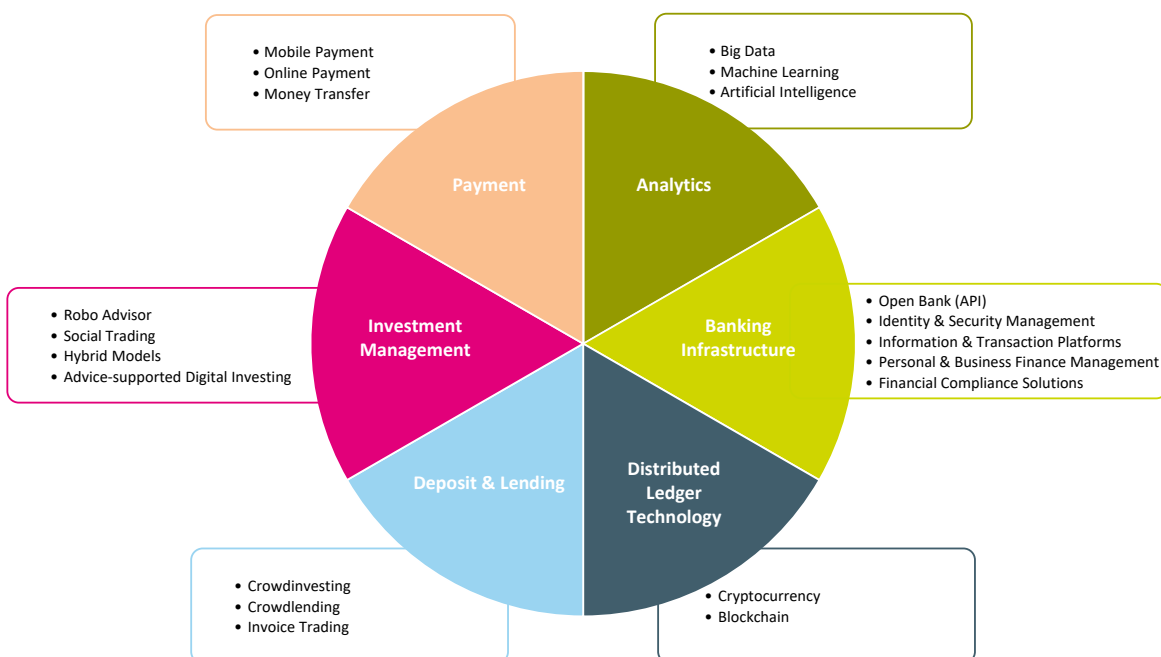 • Mobile Payment
• Online Payment
• Money Transfer
• Big Data
• Machine Learning
• Artificial Intelligence
Payment
Analytics
• Robo Advisor
• Social Trading
• Hybrid Models
• Advice-supported Digital Investing
Investment
Management
Banking
Infrastructure
• Open Bank (API)
• Identity & Security Management
• Information & Transaction Platforms
• Personal & Business Finance Management
• Financial Compliance Solutions
Deposit & Lending
Distributed
Ledger
Technology
• Crowdinvesting
• Crowdlending
• Invoice Trading
• Cryptocurrency
• Blockchain